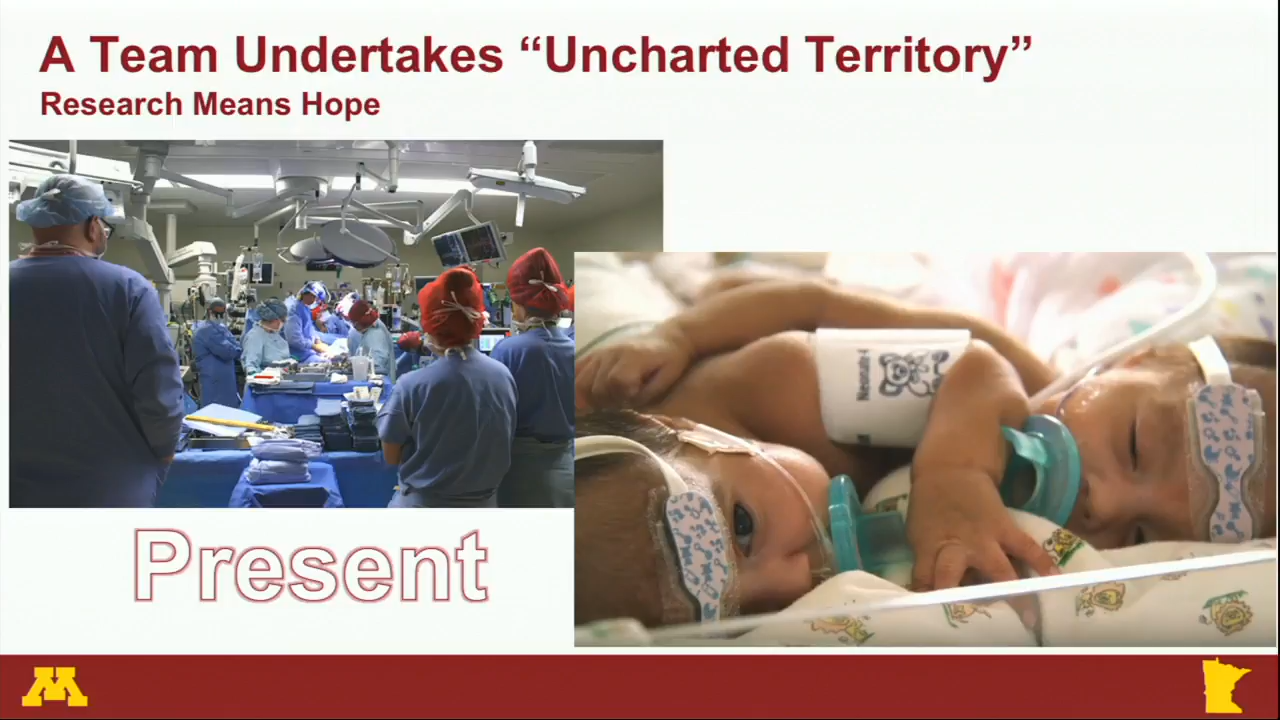 A Team Undertakes “Uncharted Territory”
Research Means Hope
Present
M